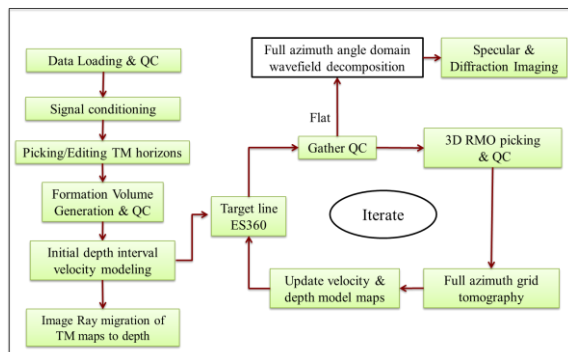 Data Loading & QC
Signal conditioning
Picking/Editing TM horizons
Formation Volume
Generation & QC
Initial depth interval
velocity modeling
Image Ray migration of
TM maps to depth
Target line
ES360
Full azimuth angle domain
wavefield decomposition
Specular &
Diffraction Imaging
Flat
Gather QC
3D RMO picking
& QC
Iterate
Update velocity &
depth model maps
Full azimuth grid
tomography